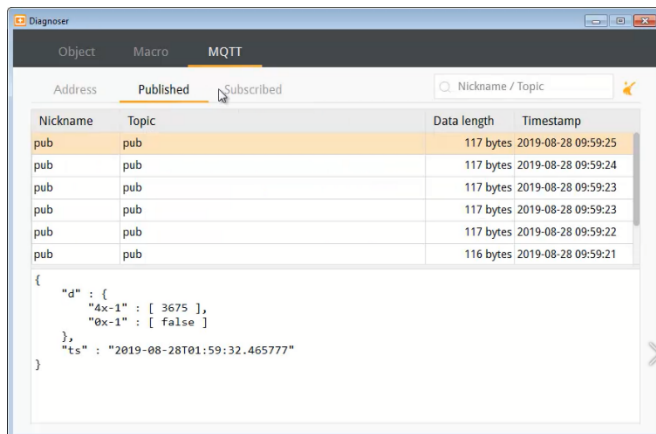 Diagnoser
Object Macro MQTT
Address Published Subscribed Nickname / Topic
Nickname Topic Data length Timestamp
pub pub 117 bytes 2019-08-28 09:59:25
pub pub 117 bytes 2019-08-28 09:59:24
pub pub 117 bytes 2019-08-28 09:59:23
pub pub 117 bytes 2019-08-28 09:59:23
pub pub 117 bytes 2019-08-28 09:59:22
pub pub 116 bytes 2019-08-28 09:59:21
{
"d" : {
"4x-1" : [ 3675 ],
"0x-1" : [ false ]
},
"ts" : "2019-08-28T01:59:32.465777"
}